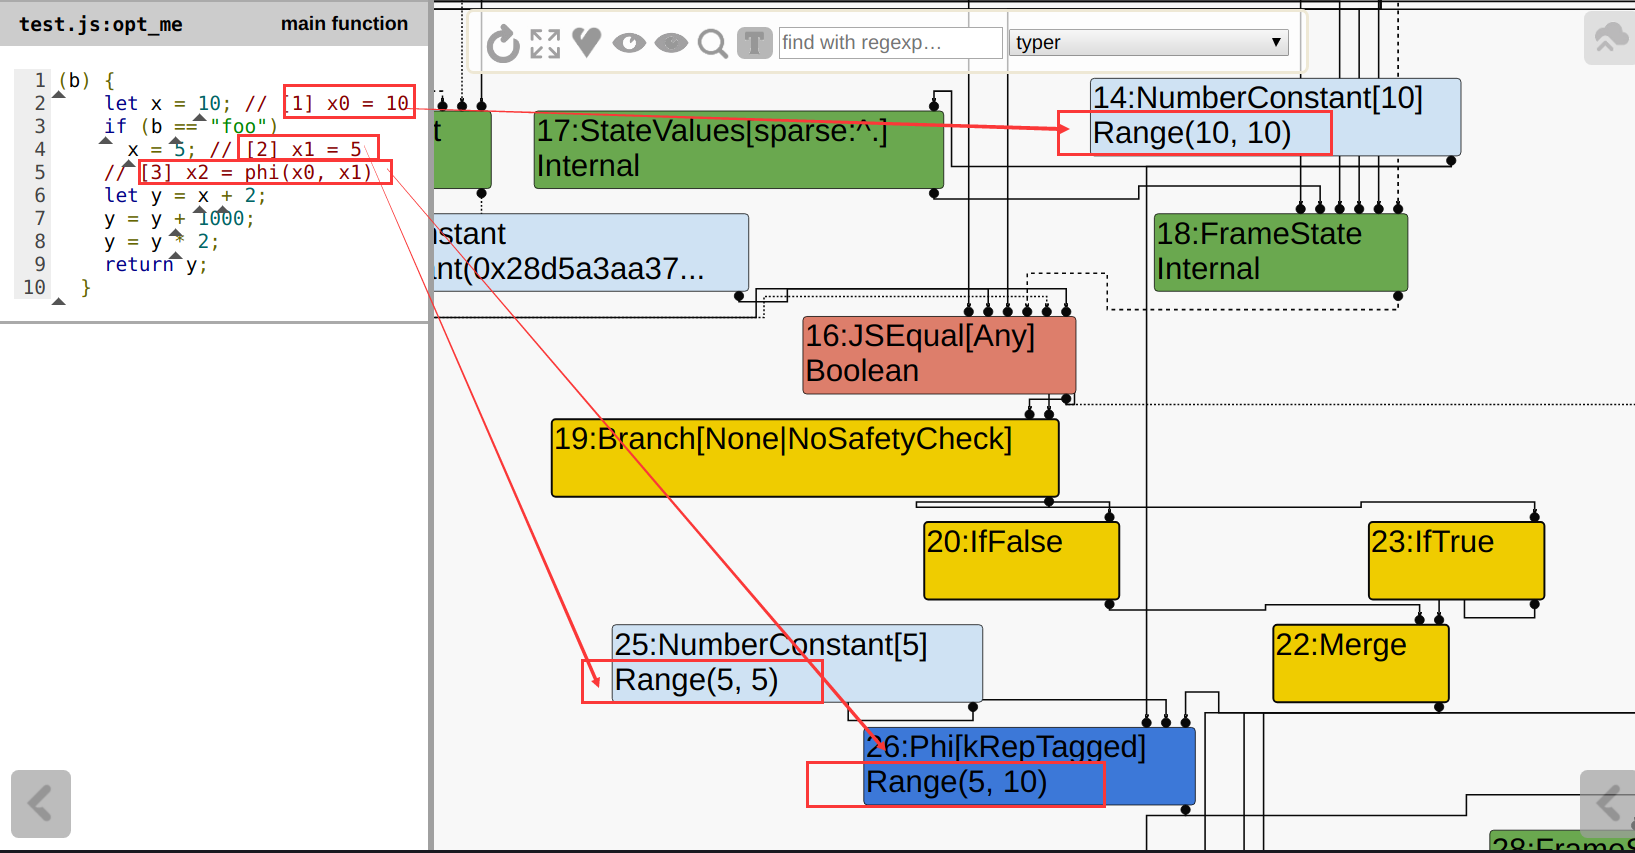 test.js:opt_me main function
1 (b) {
2 let x = 10; // [1] x0 = 10
3 if (b == "foo")
4 x = 5; // [2] x1 = 5
5 // [3] x2 = phi(x0, x1)
6 let y = x + 2;
7 y = y + 1000;
8 y = y * 2;
9 return y;
10 }
T
find with regexp…
typer
14:NumberConstant[10]
Range(10, 10)
t
17:StateValues[sparse:^.]
Internal
stant
nt(0x28d5a3aa37...
18:FrameState
Internal
16:JSEqual[Any]
Boolean
19:Branch[None|NoSafetyCheck]
20:IfFalse
23:IfTrue
25:NumberConstant[5]
Range(5, 5)
22:Merge
26:Phi[kRepTagged]
Range(5, 10)
28:FrameS